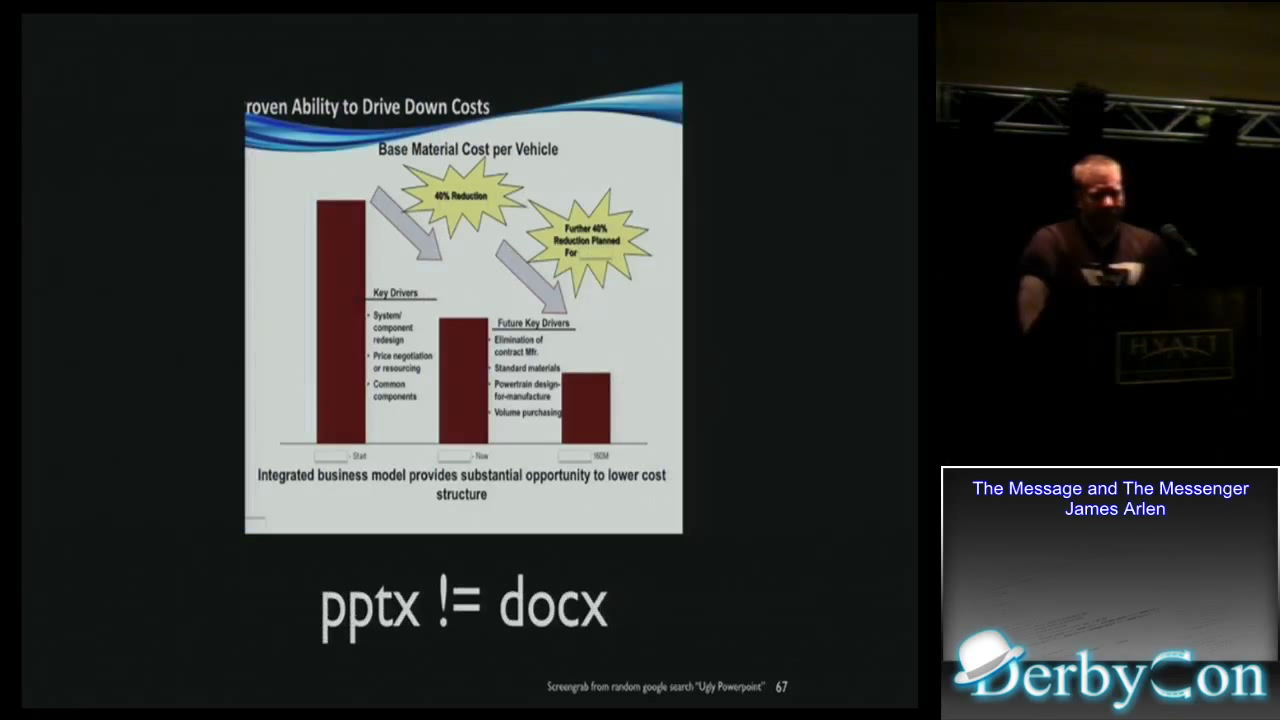 roven Ability to Drive Down Costs
Base Material Cost per Vehicle
40% Reduction
Further 40%
Reduction Planned
For
Key Drivers
• System/
component
redesign
• Price negotiation
or resourcing
• Common
components
Future Key Drivers
• Elimination of
contract Mfr.
• Standard materials
• Powertrain design-
for-manufacture
• Volume purchasing
- Start
- Now
Integrated business model provides substantial opportunity to lower cost
structure
pptx != docx
Screengrab from random google search "Ugly Powerpoint" 67
HYATT
The Message and The Messenger
James Arlen
DerbyCon